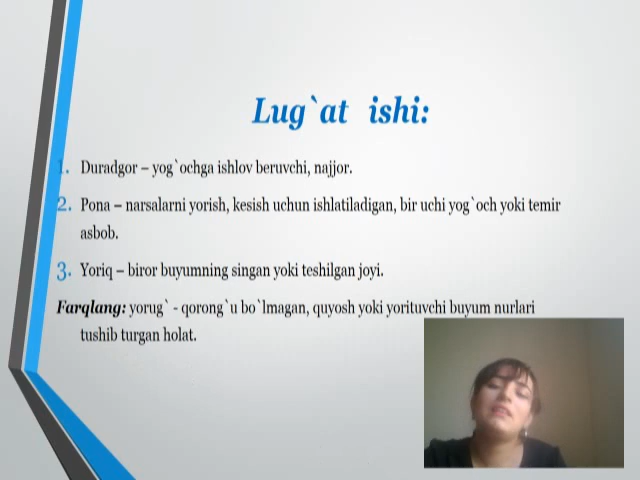 Lug`at ishi:
1. Duradgor – yog`ochga ishlov beruvchi, najjor.
2. Pona – narsalarni yorish, kesish uchun ishlatiladigan, bir uchi yog`och yoki temir
asbob.
3. Yoriq – biror buyumning singan yoki teshilgan joyi.
Farqlang: yorug` - qorong`u bo`lmagan, quyosh yoki yorituvchi buyum nurlari
tushib turgan holat.